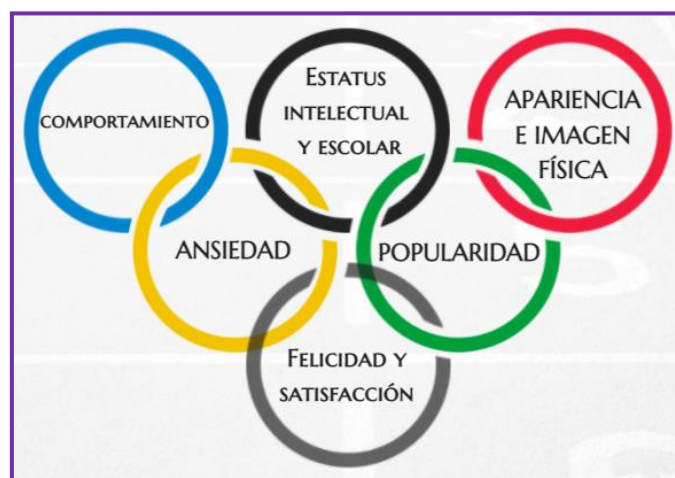 COMPORTAMIENTO
ESTATUS
INTELECTUAL
Y ESCOLAR
APARIENCIA
E IMAGEN
FÍSICA
ANSIEDAD
POPULARIDAD
FELICIDAD Y
SATISFACCIÓN